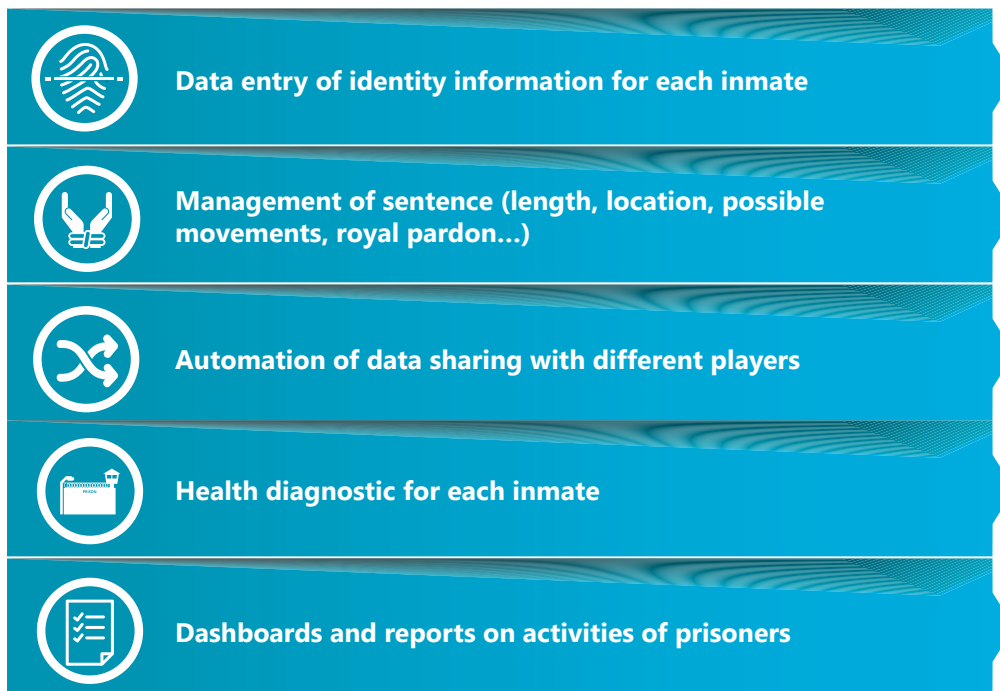 Data entry of identity information for each inmate
Management of sentence (length, location, possible
movements, royal pardon…)
Automation of data sharing with different players
PRISON
Health diagnostic for each inmate
Dashboards and reports on activities of prisoners